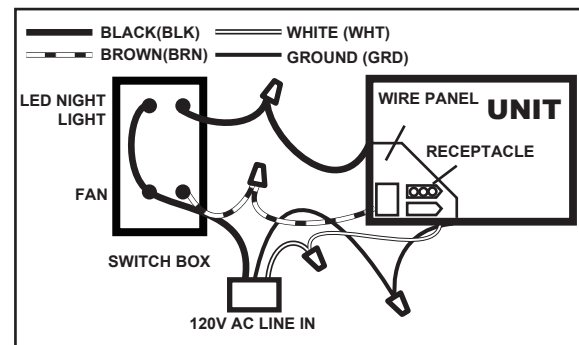 BLACK(BLK)
WHITE (WHT)
BROWN(BRN)
GROUND (GRD)
LED NIGHT
LIGHT
WIRE PANEL
UNIT
RECEPTACLE
FAN
SWITCH BOX
120V AC LINE IN